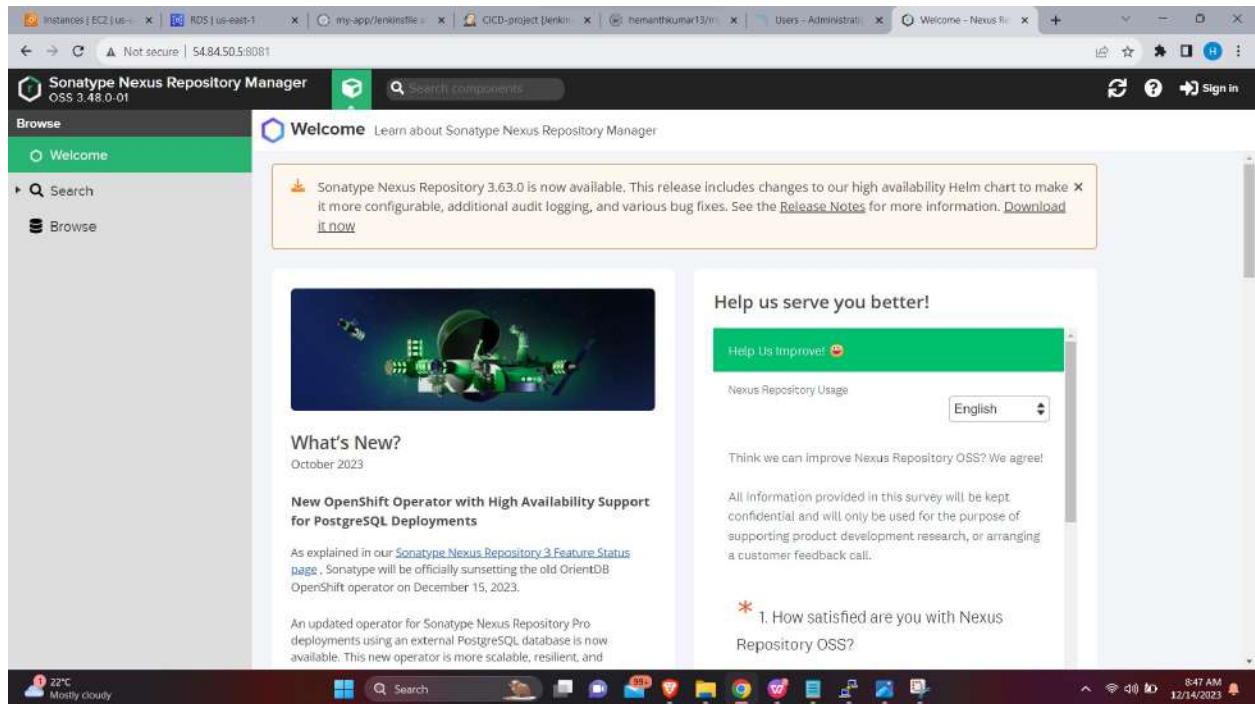 Instances | EC2 | us-e
RDS | us-east-1
my-app/Jenkinsfile a
CICD-project [Jenkin
hemanthkumar13/m
Users – Administrati
Welcome - Nexus Re
Not secure | 54.84.50.5:8081
H
Sonatype Nexus Repository Manager
OSS 3.48.0-01
Search components
Sign in
Browse
Welcome
Search
Browse
Welcome Learn about Sonatype Nexus Repository Manager
Sonatype Nexus Repository 3.63.0 is now available. This release includes changes to our high availability Helm chart to make
it more configurable, additional audit logging, and various bug fixes. See the Release Notes for more information. Download
it now
What's New?
October 2023
New OpenShift Operator with High Availability Support
for PostgreSQL Deployments
As explained in our Sonatype Nexus Repository 3 Feature Status
page , Sonatype will be officially sunsetting the old OrientDB
OpenShift operator on December 15, 2023.
An updated operator for Sonatype Nexus Repository Pro
deployments using an external PostgreSQL database is now
available. This new operator is more scalable, resilient, and
Help us serve you better!
Help Us Improve!
Nexus Repository Usage
English
Think we can improve Nexus Repository OSS? We agree!
All information provided in this survey will be kept
confidential and will only be used for the purpose of
supporting product development research, or arranging
a customer feedback call.
* 1. How satisfied are you with Nexus
Repository OSS?
1
22°C
Mostly cloudy
Search
99+
8:47 AM
12/14/2023